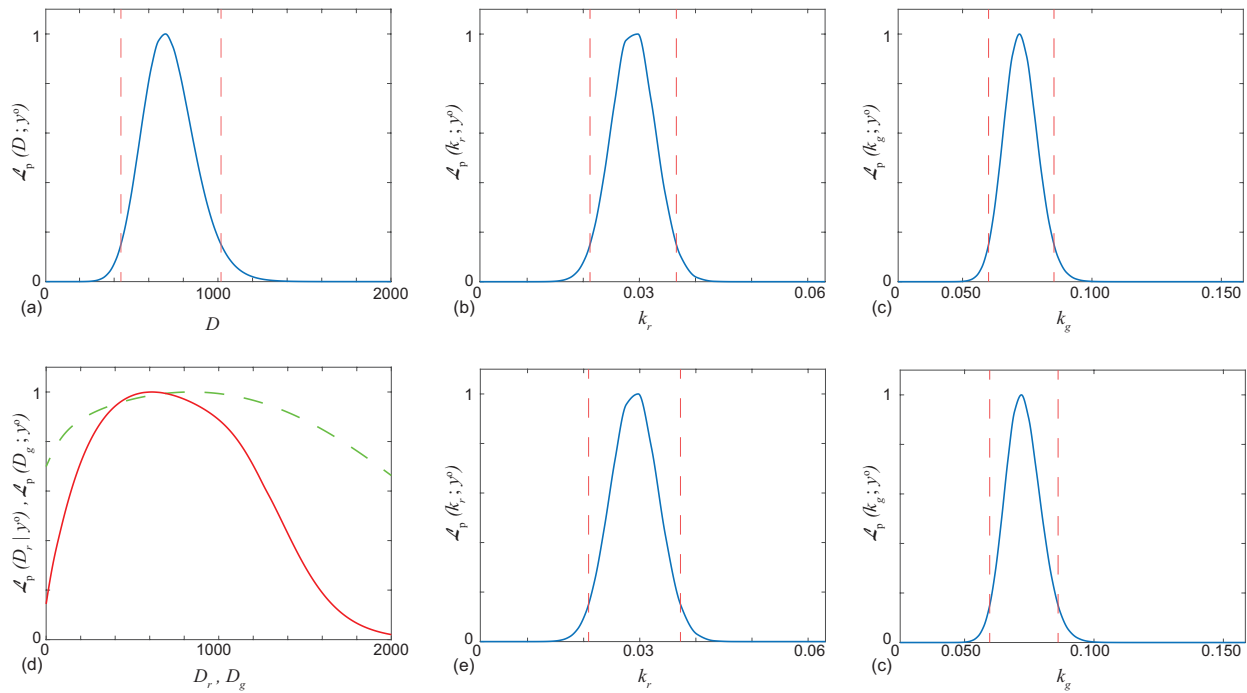 1
0
ℒp (D ; yº)
0
1000
2000
(a)
D
1
0
ℒp (kr ; yº)
0
0.03
0.06
(b)
kr
1
0
ℒp (kg ; yº)
0
0.050
0.100
0.150
(c)
kg
1
0
ℒp (Dr | yº) , ℒp (Dg ; yº)
0
1000
2000
(d)
Dr , Dg
1
0
ℒp (kr ; yº)
0
0.03
0.06
(e)
kr
1
0
ℒp (kg ; yº)
0
0.050
0.100
0.150
(c)
kg